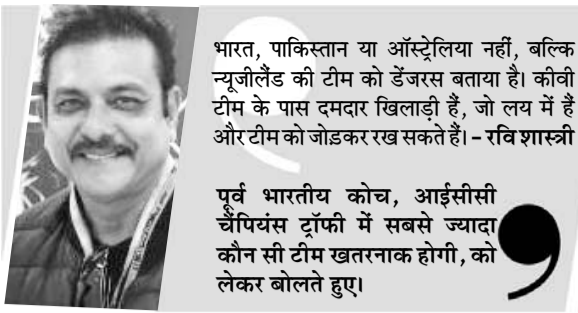 भारत, पाकिस्तान या ऑस्ट्रेलिया नहीं, बल्कि
न्यूजीलैंड की टीम को डेंजरस बताया है। कीवी
टीम के पास दमदार खिलाड़ी हैं, जो लय में हैं
और टीम को जोड़कर रख सकते हैं। - रवि शास्त्री
पूर्व भारतीय कोच, आईसीसी
चैंपियंस ट्रॉफी में सबसे ज्यादा
कौन सी टीम खतरनाक होगी, को
लेकर बोलते हुए।